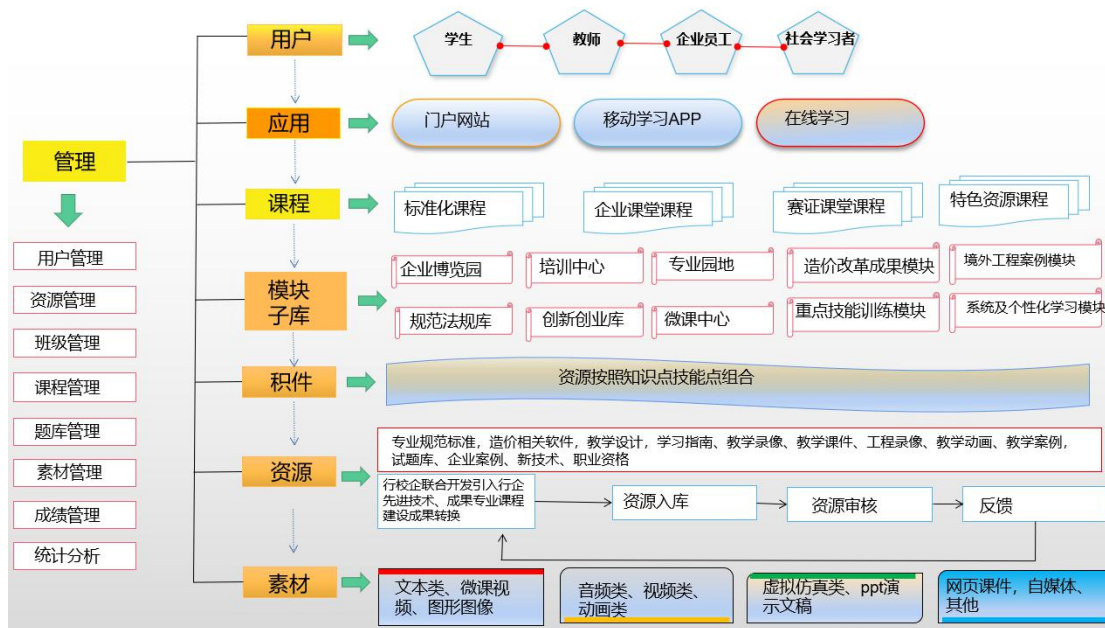 用户
学生
教师
企业员工
社会学习者
应用
门户网站
移动学习APP
在线学习
管理
课程
标准化课程
企业课堂课程
赛证课堂课程
特色资源课程
用户管理
资源管理
班级管理
课程管理
题库管理
素材管理
成绩管理
统计分析
模块
子库
企业博览园
培训中心
专业园地
造价改革成果模块
境外工程案例模块
规范法规库
创新创业库
微课中心
重点技能训练模块
系统及个性化学习模块
积件
资源按照知识点技能点组合
资源
专业规范标准，造价相关软件，教学设计，学习指南、教学录像、教学课件、工程录像、教学动画、教学案例，
试题库、企业案例、新技术、职业资格
行校企联合开发引入行企
先进技术、成果专业课程
建设成果转换
资源入库
资源审核
反馈
素材
文本类、微课视
频、图形图像
音频类、视频类、
动画类
虚拟仿真类、ppt演
示文稿
网页课件，自媒体、
其他